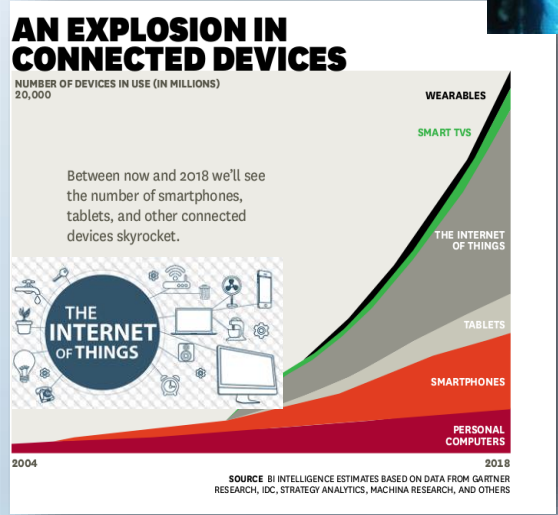 AN EXPLOSION IN
CONNECTED DEVICES
NUMBER OF DEVICES IN USE (IN MILLIONS)
20,000
WEARABLES
SMART TVS
Between now and 2018 we'll see
the number of smartphones,
tablets, and other connected
devices skyrocket.
THE INTERNET
OF THINGS
THE
INTERNET
OF THINGS
TABLETS
SMARTPHONES
PERSONAL
COMPUTERS
2004
2018
SOURCE BI INTELLIGENCE ESTIMATES BASED ON DATA FROM GARTNER
RESEARCH, IDC, STRATEGY ANALYTICS, MACHINA RESEARCH, AND OTHERS